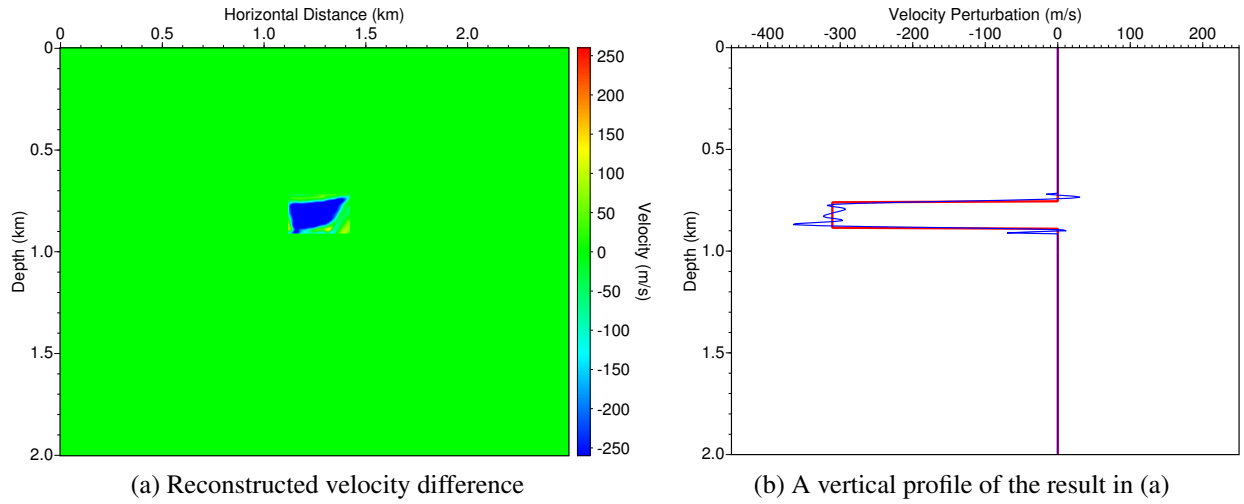 Horizontal Distance (km)
0 0.5 1.0 1.5 2.0
0
0.5
1.0
1.5
2.0
Depth (km)
250
200
150
100
50
0
-50
-100
-150
-200
-250
Velocity (m/s)
(a) Reconstructed velocity difference
Velocity Perturbation (m/s)
-400 -300 -200 -100 0 100 200
0
0.5
1.0
1.5
2.0
Depth (km)
(b) A vertical profile of the result in (a)